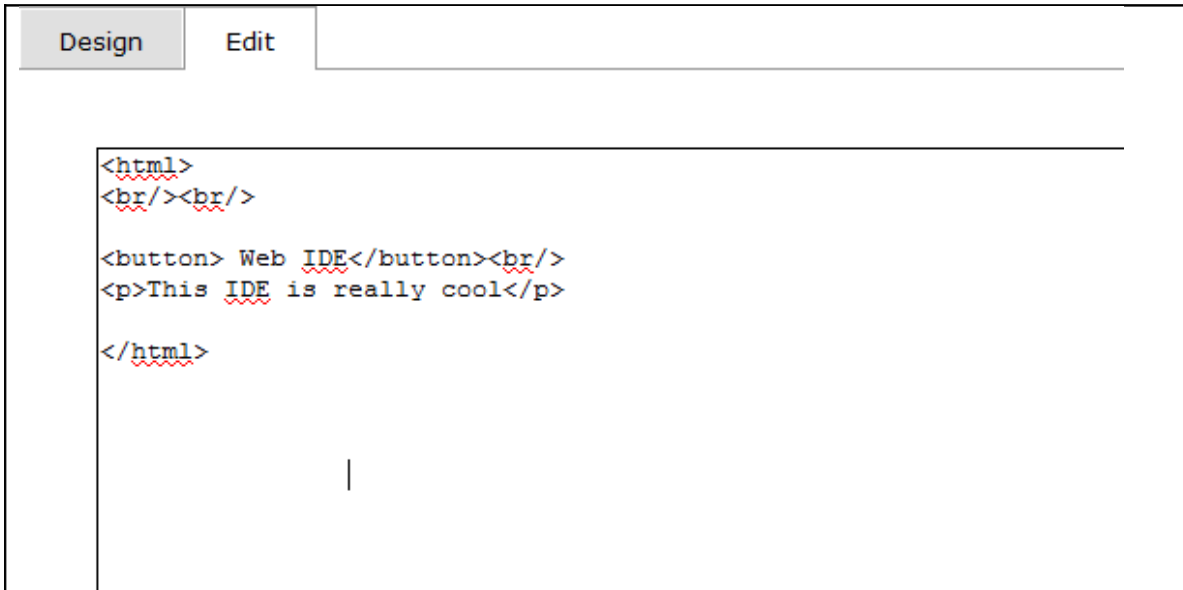 Design Edit
<html>
<br/><br/>
<button> Web IDE</button><br/>
<p>This IDE is really cool</p>
</html>